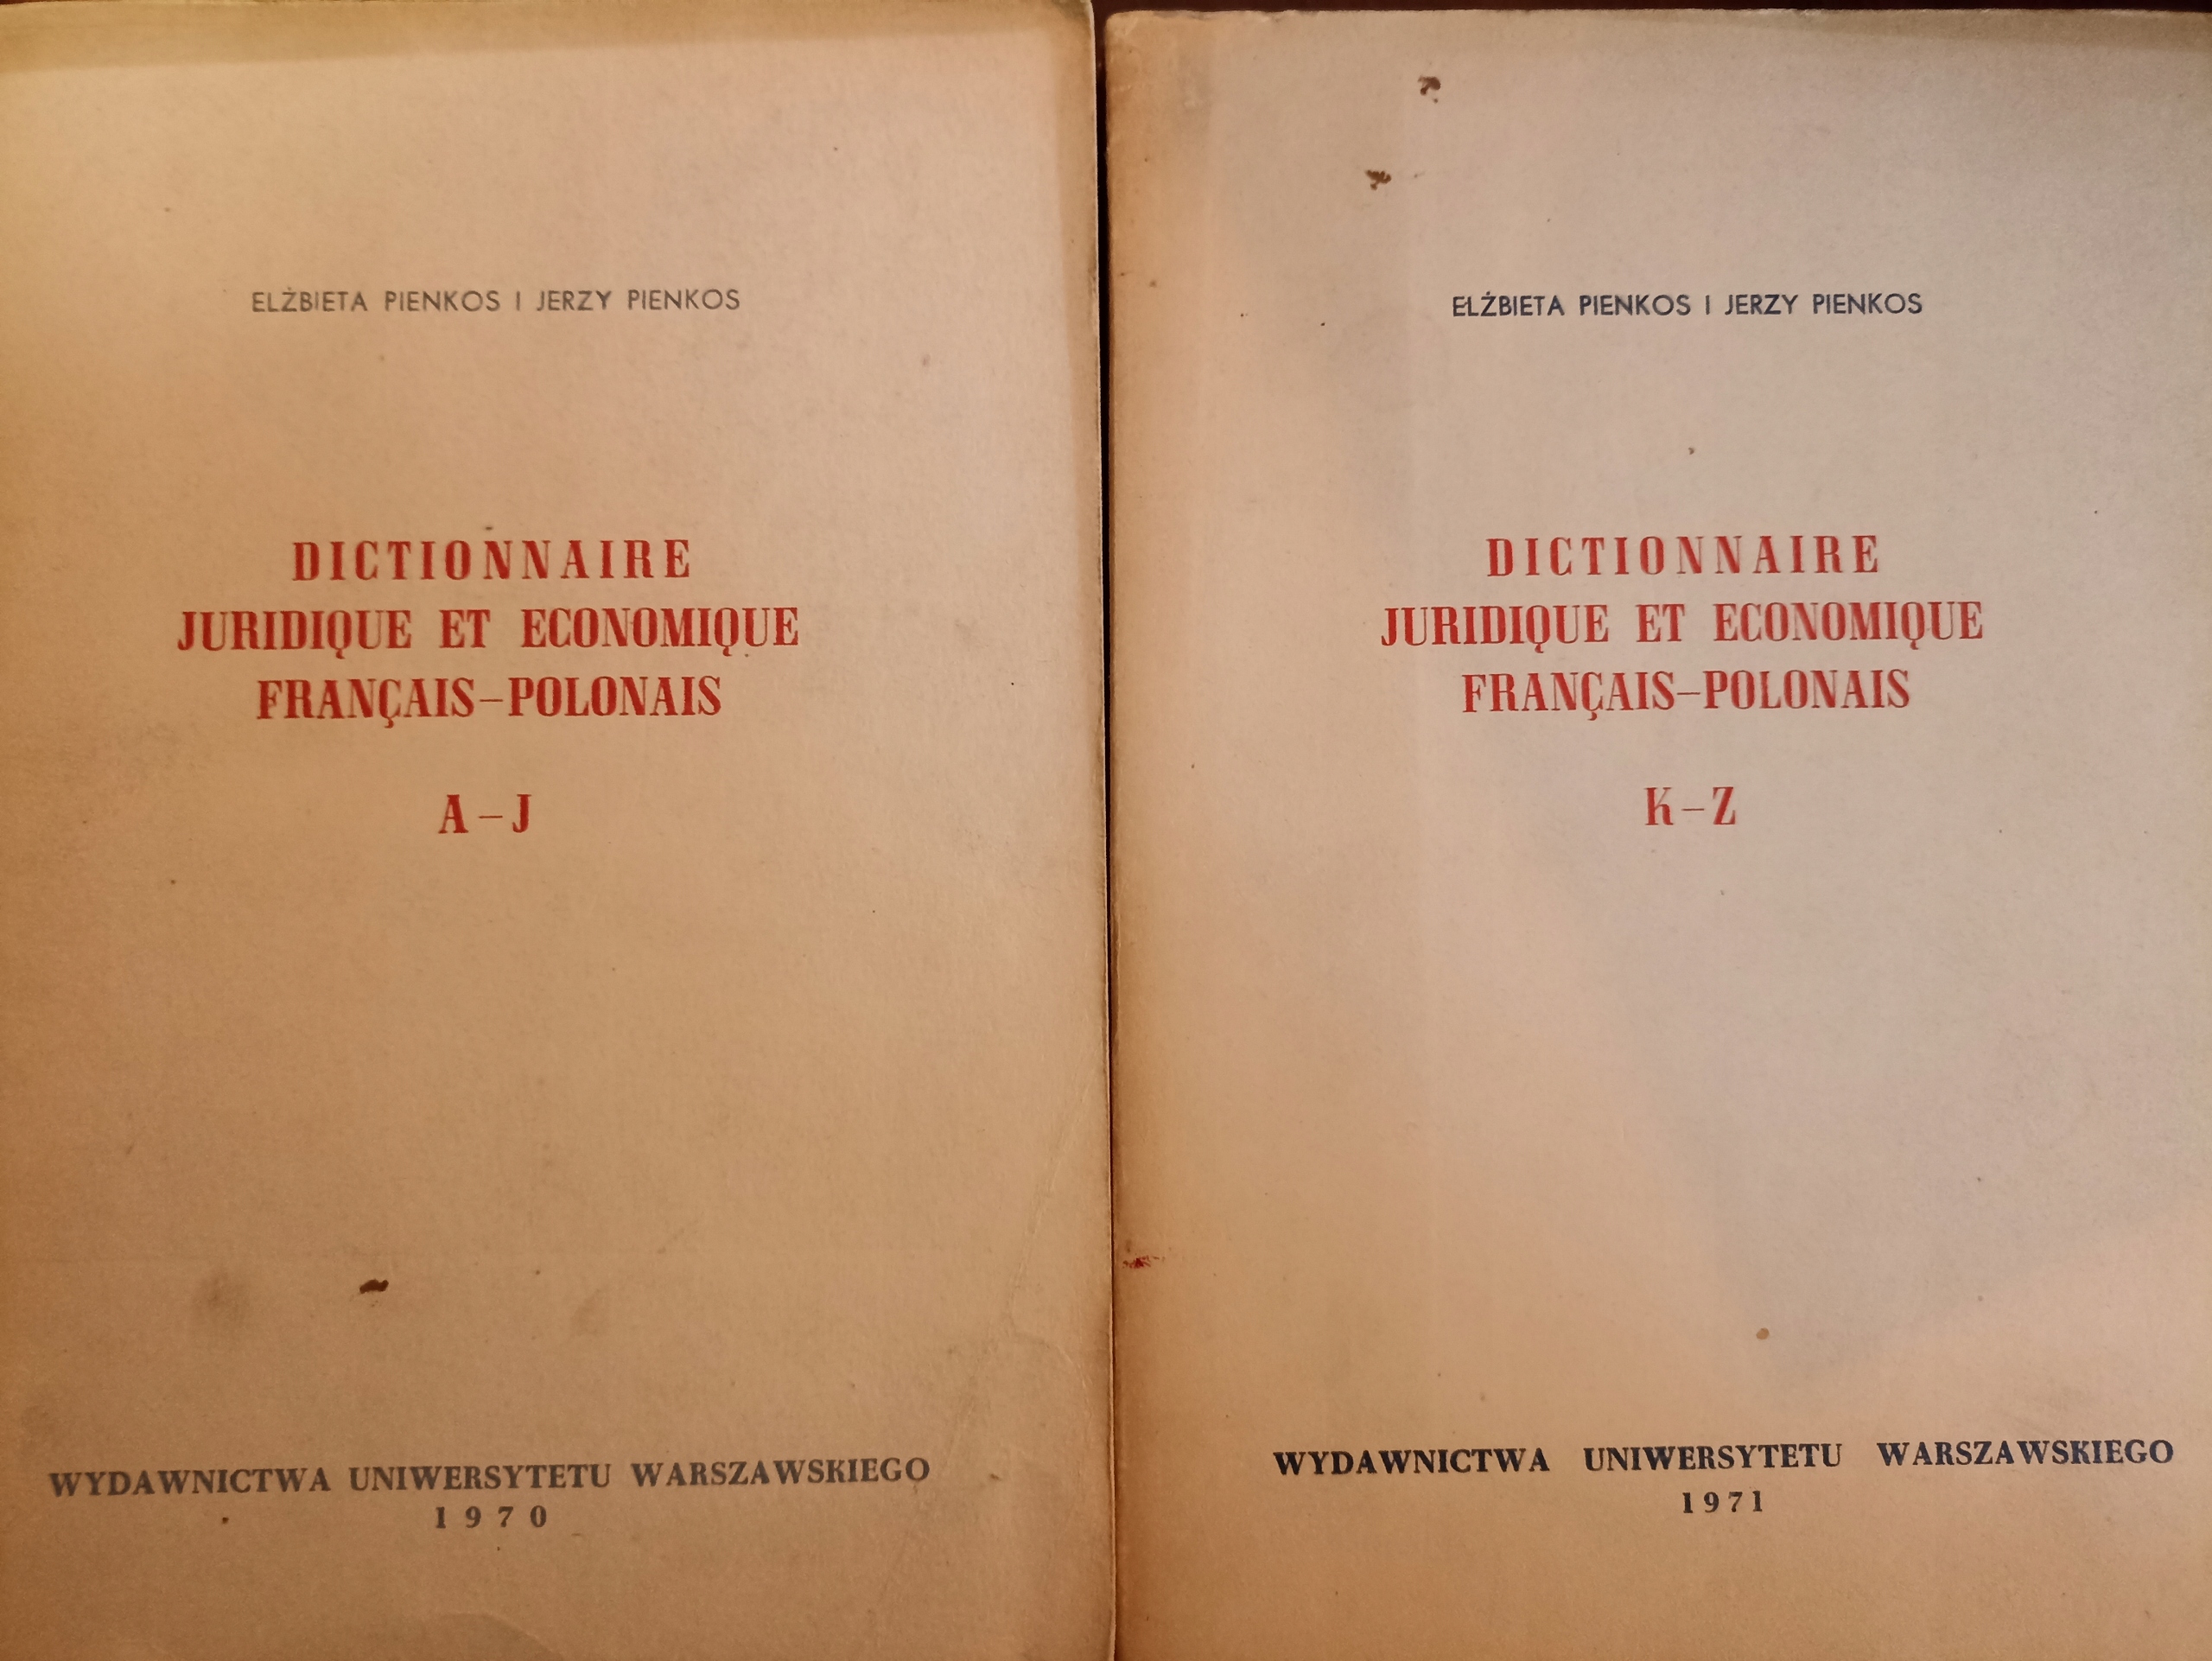 ELŻBIETA PIENKOS I JERZY PIENKOS
DICTIONNAIRE
JURIDIQUE ET ECONOMIQUE
FRANÇAIS–POLONAIS
A–J
WYDAWNICTWA UNIWERSYTETU WARSZAWSKIEGO
1970
ELŻBIETA PIENKOS I JERZY PIENKOS
DICTIONNAIRE
JURIDIQUE ET ECONOMIQUE
FRANÇAIS–POLONAIS
K–Z
WYDAWNICTWA UNIWERSYTETU WARSZAWSKIEGO
1971